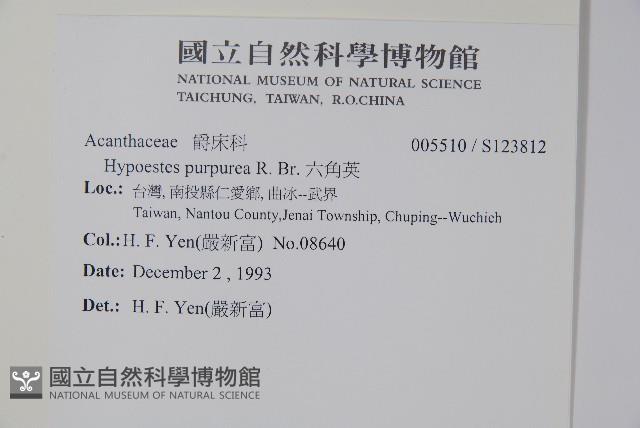 國立自然科學博物館
NATIONAL MUSEUM OF NATURAL SCIENCE
TAICHUNG, TAIWAN, R.O.CHINA
Acanthaceae 爵床科 005510 / S123812
Hypoestes purpurea R. Br. 六角英
Loc.: 台灣, 南投縣仁愛鄉, 曲冰--武界
Taiwan, Nantou County,Jenai Township, Chuping--Wuchieh
Col.: H. F. Yen(嚴新富) No.08640
Date: December 2 , 1993
Det.: H. F. Yen(嚴新富)
國立自然科學博物館
NATIONAL MUSEUM OF NATURAL SCIENCE